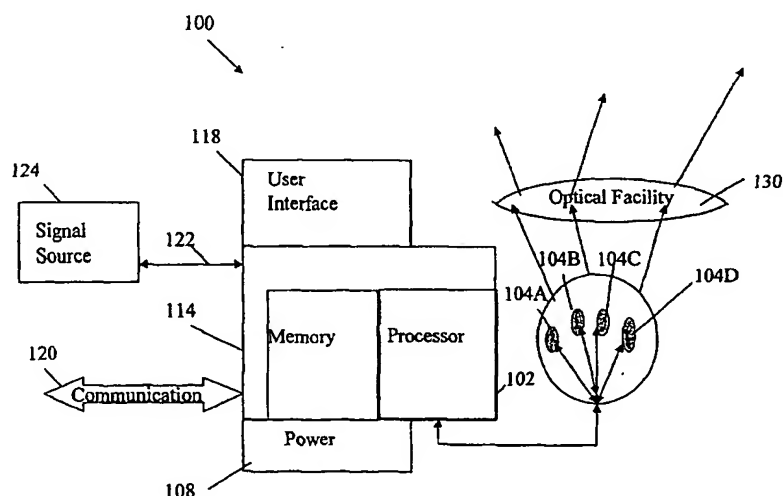 100
118
124
User
Interface
Optical Facility
130
Signal
Source
122
104B
104C
104A
104D
114
Memory
Processor
120
102
Communication
Power
108